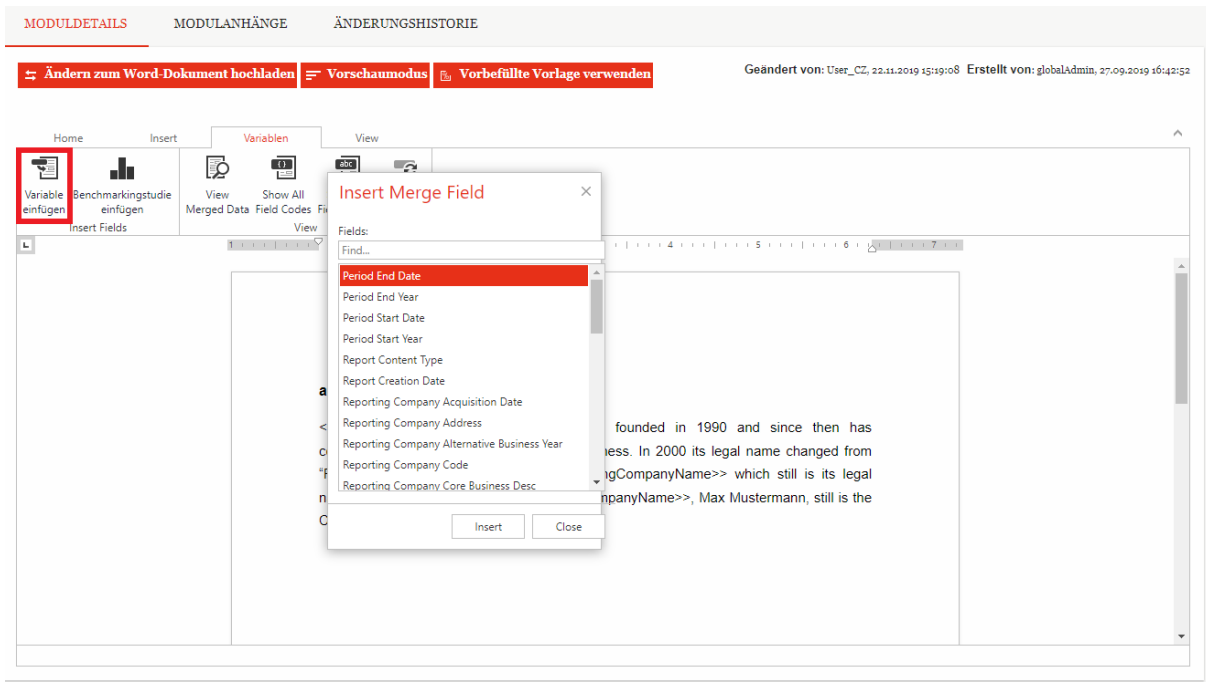 MODULDETAILS MODULANHÄNGE ÄNDERUNGSHISTORIE
Ändern zum Word-Dokument hochladen Vorschaumodus Vorbefüllte Vorlage verwenden Geändert von: User_CZ, 22.11.2019 15:19:08 Erstellt von: globalAdmin, 27.09.2019 16:42:52
Home Insert Variablen View
Variable einfügen
Benchmarkingstudie einfügen
View Merged Data
Show All Field Codes
Insert Fields View
Insert Merge Field
Fields:
Find...
1 4 5 6 7
Period End Date
Period End Year
Period Start Date
Period Start Year
Report Content Type
Report Creation Date
Reporting Company Acquisition Date
Reporting Company Address
Reporting Company Alternative Business Year
Reporting Company Code
Reporting Company Core Business Desc
Insert Close
founded in 1990 and since then has
In 2000 its legal name changed from
which still is its legal
Max Mustermann, still is the